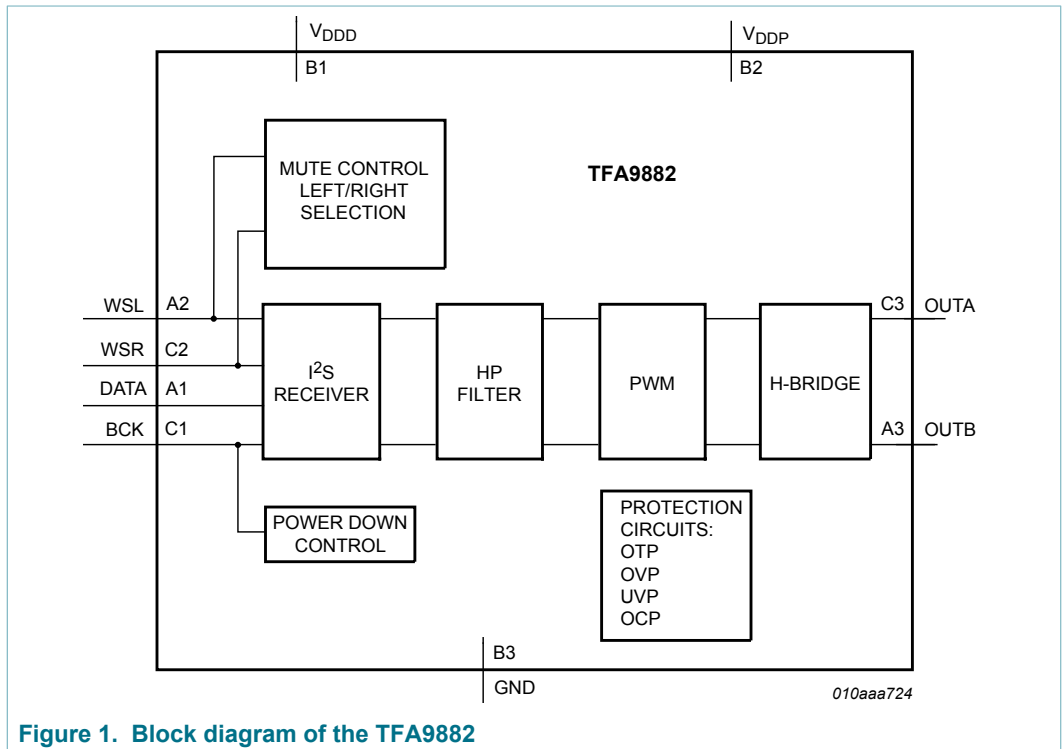 VDDD
VDDP
B1
B2
MUTE CONTROL
LEFT/RIGHT
SELECTION
TFA9882
WSL A2
C3 OUTA
WSR C2
I2S
RECEIVER
HP
FILTER
PWM
H-BRIDGE
DATA A1
BCK C1
A3 OUTB
POWER DOWN
CONTROL
PROTECTION
CIRCUITS:
OTP
OVP
UVP
OCP
B3
GND
010aaa724
Figure 1. Block diagram of the TFA9882